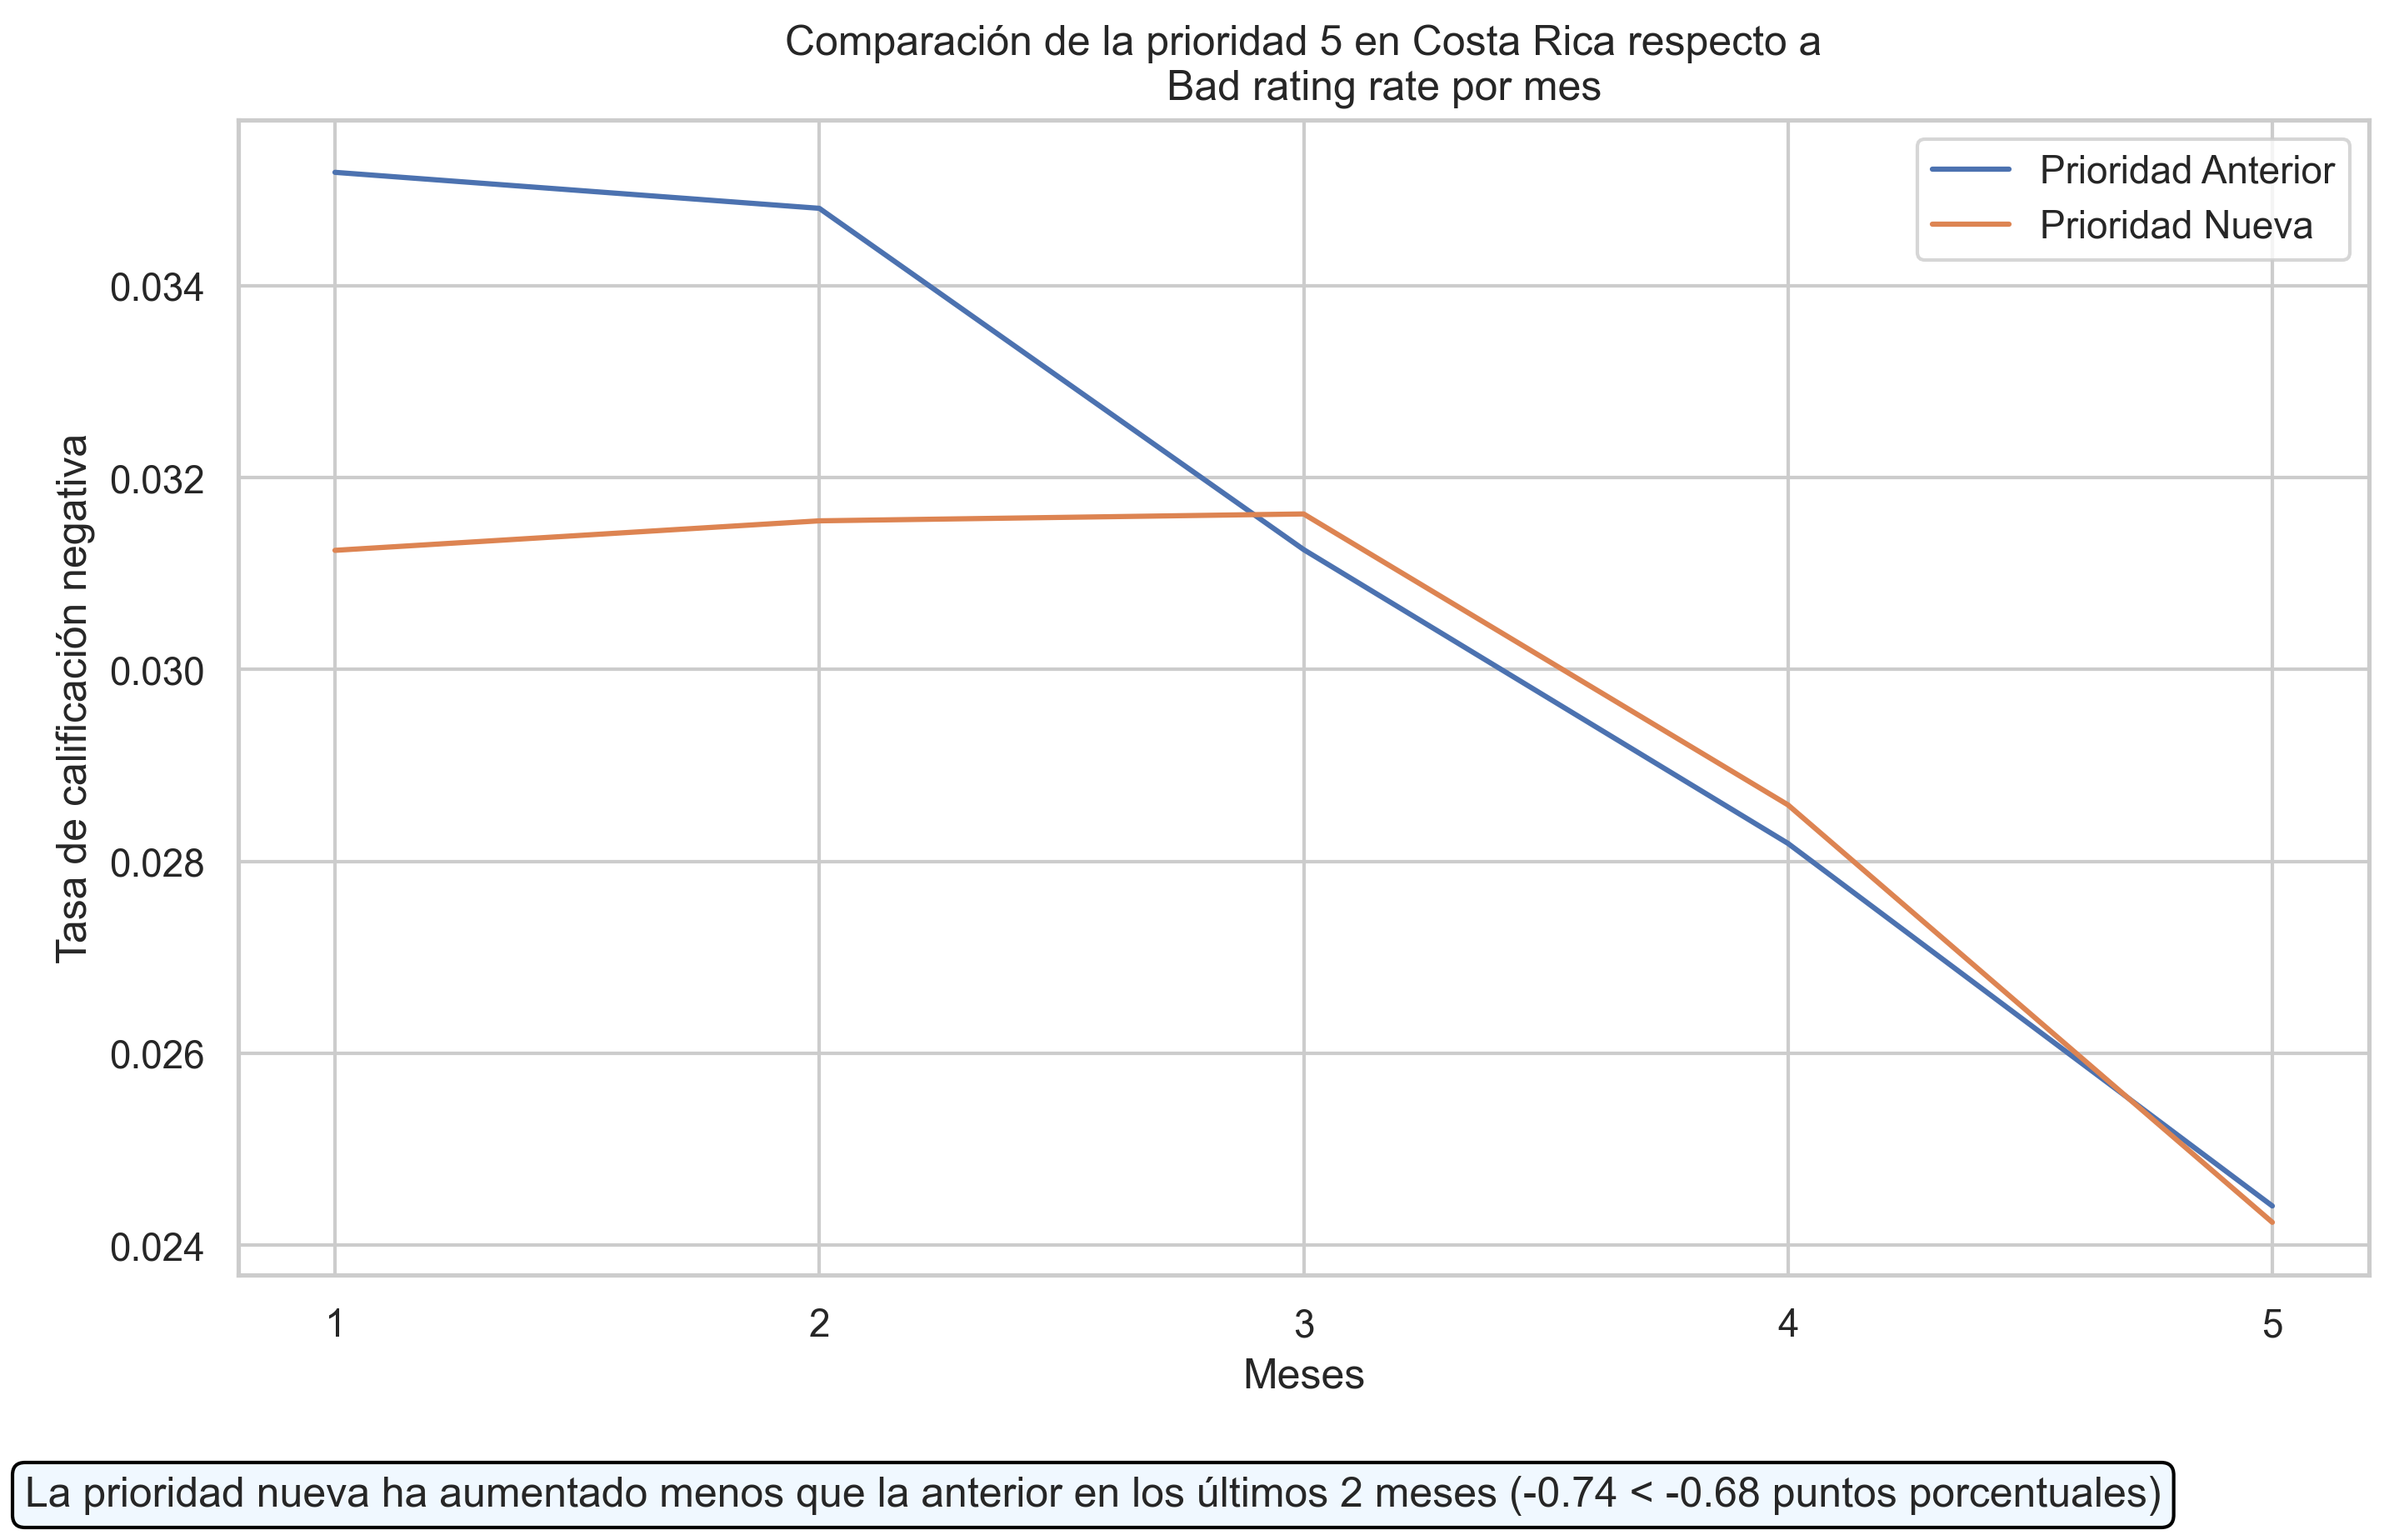 Comparación de la prioridad 5 en Costa Rica respecto a
Bad rating rate por mes
Prioridad Anterior
Prioridad Nueva
Tasa de calificación negativa
0.034
0.032
0.030
0.028
0.026
0.024
1 2 3 4 5
Meses
La prioridad nueva ha aumentado menos que la anterior en los últimos 2 meses (-0.74 < -0.68 puntos porcentuales)